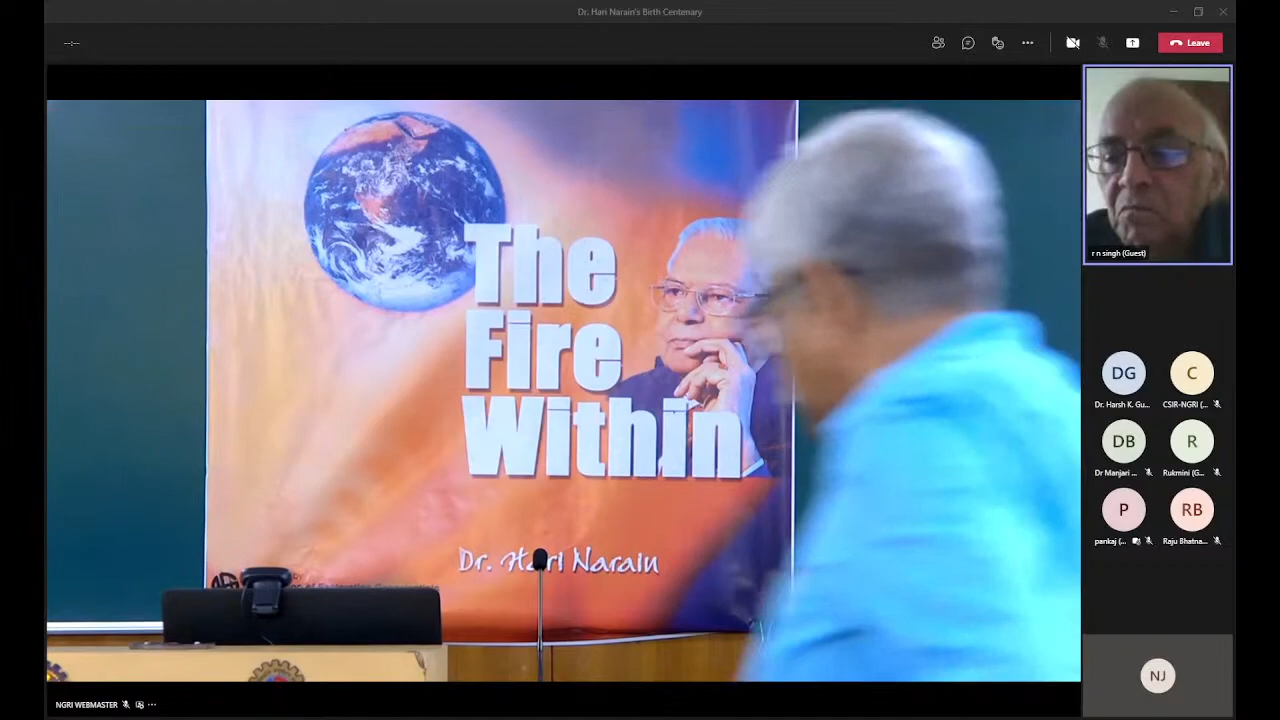 Dr. Hari Narain's Birth Centenary
--:--
Leave
The
Fire
Within
Dr. Hari Narain
r n singh (Guest)
DG
C
Dr. Harsh K. Gu...
CSIR-NGRI (...
DB
R
Dr Manjari ...
Rukmini (G...
P
RB
pankaj (...
Raju Bhatna...
NJ
NGRI WEBMASTER